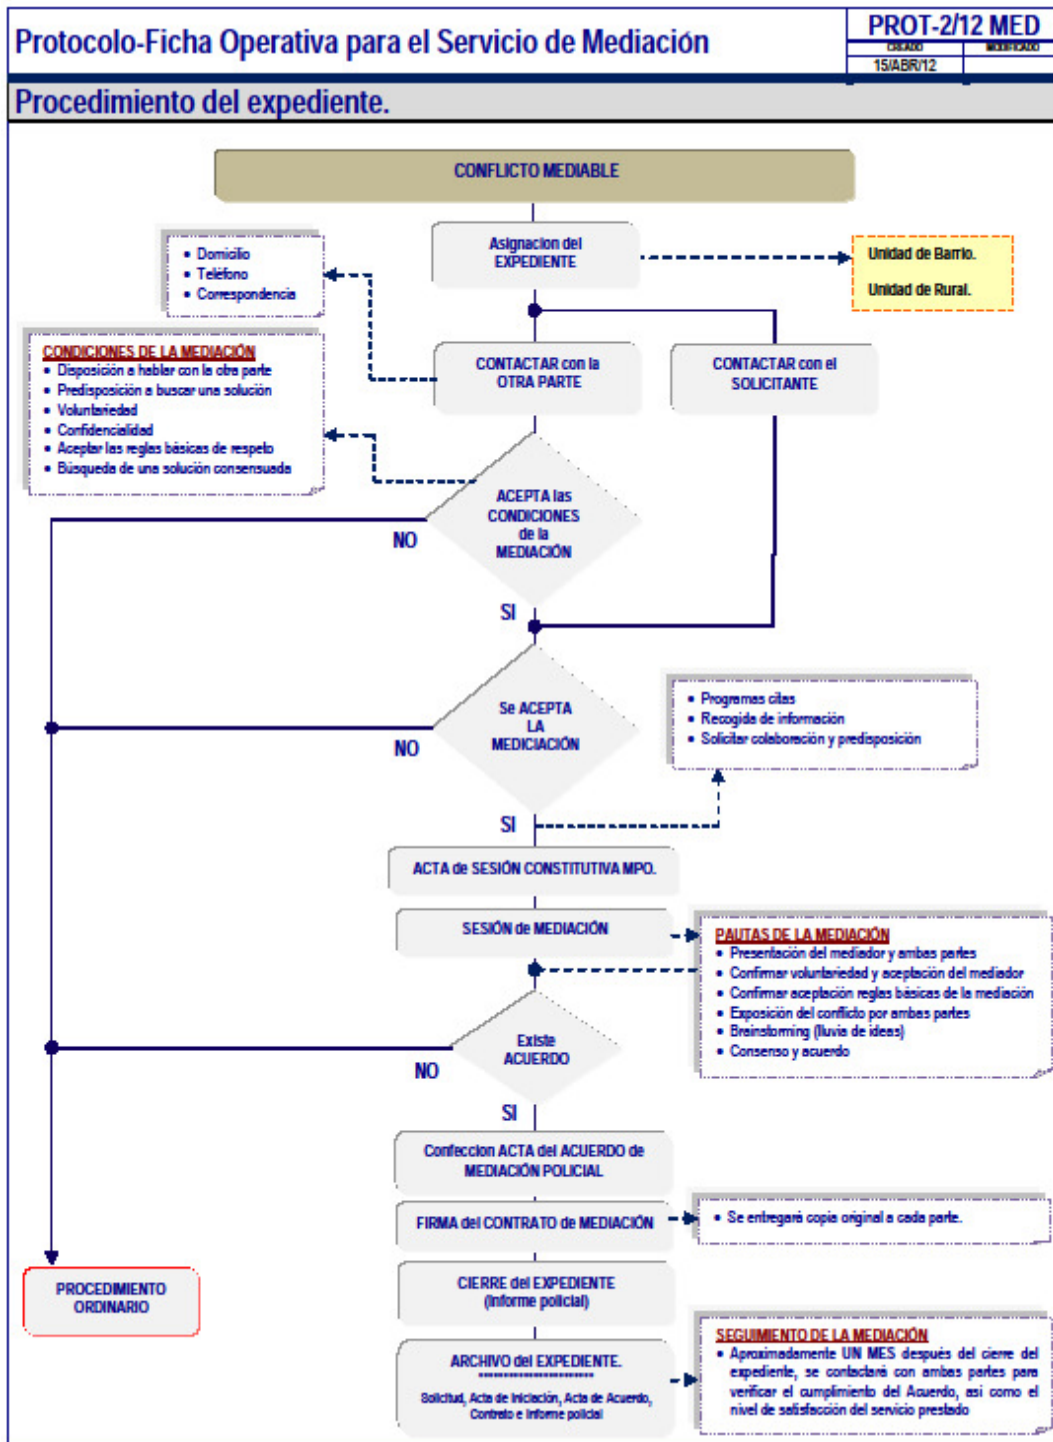 Protocolo-Ficha Operativa para el Servicio de Mediación
PROT-2/12 MED
CREADO
MODIFICADO
15/ABR/12
Procedimiento del expediente.
CONFLICTO MEDIABLE
Asignacion del
EXPEDIENTE
Unidad de Barrio.
Unidad de Rural.
• Domicilio
• Teléfono
• Correspondencia
CONTACTAR con la
OTRA PARTE
CONTACTAR con el
SOLICITANTE
CONDICIONES DE LA MEDIACIÓN
• Disposición a hablar con la otra parte
• Predisposición a buscar una solución
• Voluntariedad
• Confidencialidad
• Aceptar las reglas básicas de respeto
• Búsqueda de una solución consensuada
ACEPTA las
CONDICIONES
de la
MEDIACIÓN
NO
SI
Se ACEPTA
LA
MEDICIACIÓN
NO
SI
• Programas citas
• Recogida de información
• Solicitar colaboración y predisposición
ACTA de SESIÓN CONSTITUTIVA MPO.
SESIÓN de MEDIACIÓN
PAUTAS DE LA MEDIACIÓN
• Presentación del mediador y ambas partes
• Confirmar voluntariedad y aceptación del mediador
• Confirmar aceptación reglas básicas de la mediación
• Exposición del conflicto por ambas partes
• Brainstorming (lluvia de ideas)
• Consenso y acuerdo
Existe
ACUERDO
NO
SI
Confeccion ACTA del ACUERDO de
MEDIACIÓN POLICIAL
FIRMA del CONTRATO de MEDIACIÓN
• Se entregará copia original a cada parte.
CIERRE del EXPEDIENTE
(Informe policial)
PROCEDIMIENTO
ORDINARIO
ARCHIVO del EXPEDIENTE.
**************************
Solicitud, Acta de Iniciación, Acta de Acuerdo,
Contrato e Informe policial
SEGUIMIENTO DE LA MEDIACIÓN
• Aproximadamente UN MES después del cierre del
expediente, se contactará con ambas partes para
verificar el cumplimiento del Acuerdo, asi como el
nivel de satisfacción del servicio prestado